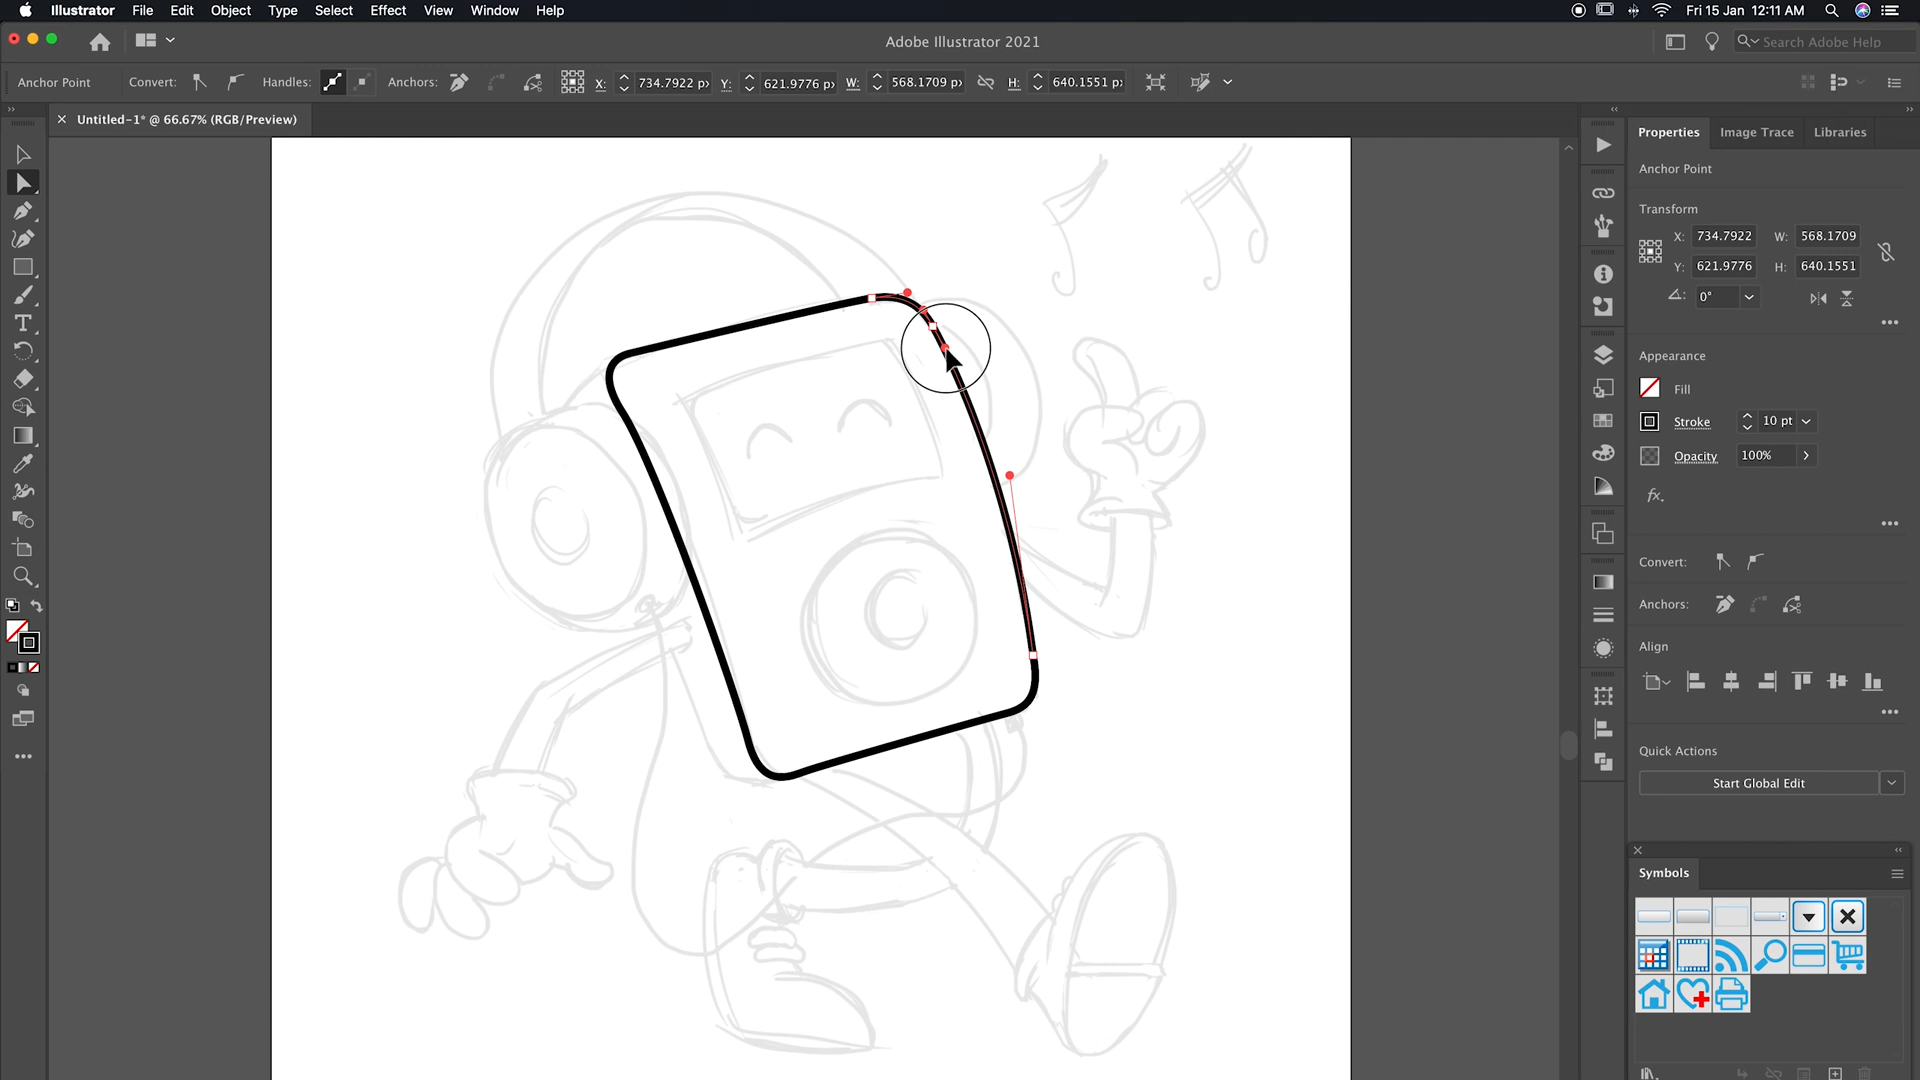 Illustrator File Edit Object Type Select Effect View Window Help
Fri 15 Jan 12:11 AM
Adobe Illustrator 2021
Search Adobe Help
Anchor Point Convert: Handles: Anchors: X: 734.7922 p Y: 621.9776 p W: 568.1709 p H: 640.1551 p
Untitled-1* @ 66.67% (RGB/Preview)
Properties Image Trace Libraries
Anchor Point
Transform
X: 734.7922 W: 568.1709
Y: 621.9776 H: 640.1551
0°
Appearance
Fill
Stroke 10 pt
Opacity 100%
fx.
Convert:
Anchors:
Align
Quick Actions
Start Global Edit
Symbols